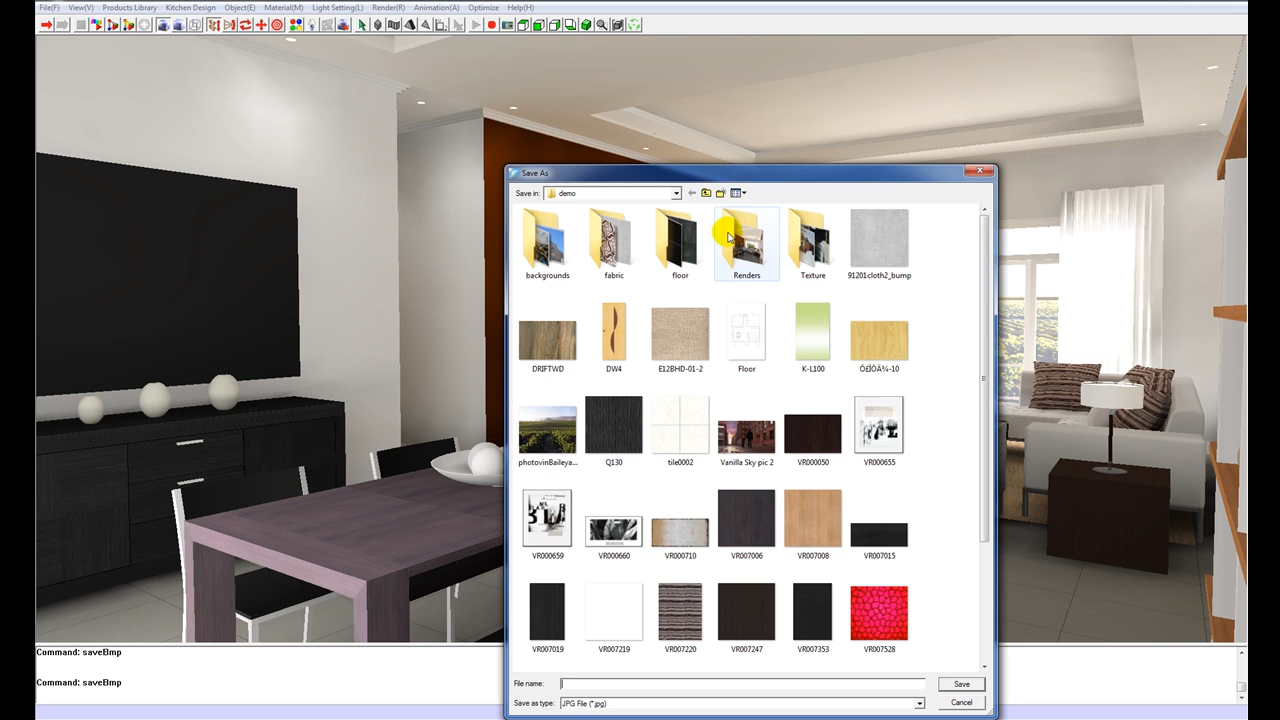 File(F) View(V) Products Library Kitchen Design Object(E) Material(M) Light Setting(L) Render(R) Animation(A) Optimize Help(H)
Save As
Save in: demo
backgrounds fabric floor Renders Texture 91201cloth2_bump
DRIFTWD DW4 E12BHD-01-2 Floor K-L100 Ó£ÌÒÄ¾-10
photovinBaileya... Q130 tile0002 Vanilla Sky pic 2 VR000050 VR000655
VR000659 VR000660 VR000710 VR007006 VR007008 VR007015
VR007019 VR007219 VR007220 VR007247 VR007353 VR007528
File name: Save
Save as type: JPG File (*.jpg) Cancel
Command: saveBmp
Command: saveBmp